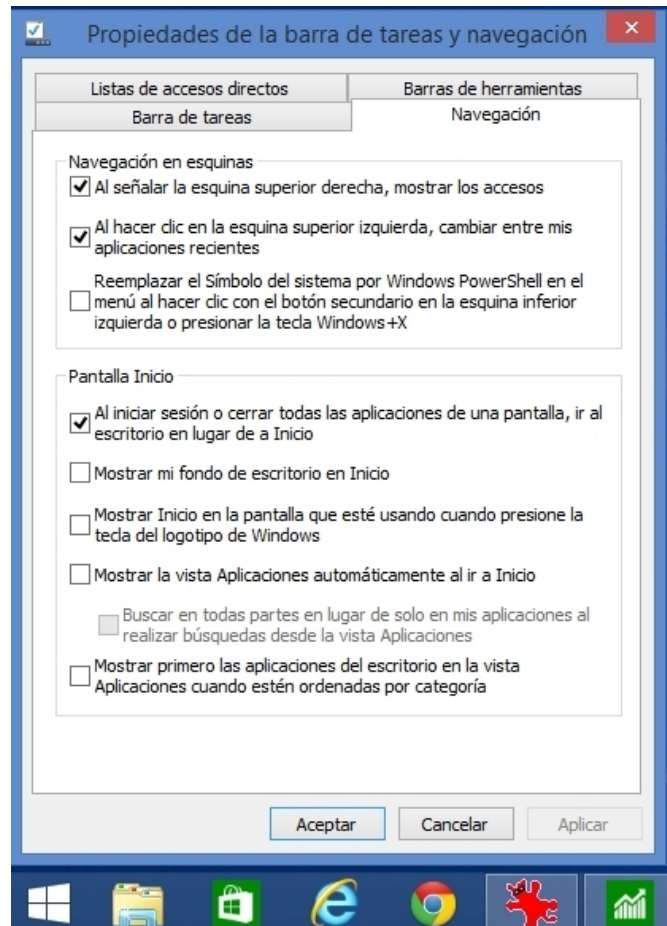 Propiedades de la barra de tareas y navegación
Listas de accesos directos
Barras de herramientas
Barra de tareas
Navegación
Navegación en esquinas
Al señalar la esquina superior derecha, mostrar los accesos
Al hacer clic en la esquina superior izquierda, cambiar entre mis
aplicaciones recientes
Reemplazar el Símbolo del sistema por Windows PowerShell en el
menú al hacer clic con el botón secundario en la esquina inferior
izquierda o presionar la tecla Windows+X
Pantalla Inicio
Al iniciar sesión o cerrar todas las aplicaciones de una pantalla, ir al
escritorio en lugar de a Inicio
Mostrar mi fondo de escritorio en Inicio
Mostrar Inicio en la pantalla que esté usando cuando presione la
tecla del logotipo de Windows
Mostrar la vista Aplicaciones automáticamente al ir a Inicio
Buscar en todas partes en lugar de solo en mis aplicaciones al
realizar búsquedas desde la vista Aplicaciones
Mostrar primero las aplicaciones del escritorio en la vista
Aplicaciones cuando estén ordenadas por categoría
Aceptar
Cancelar
Aplicar